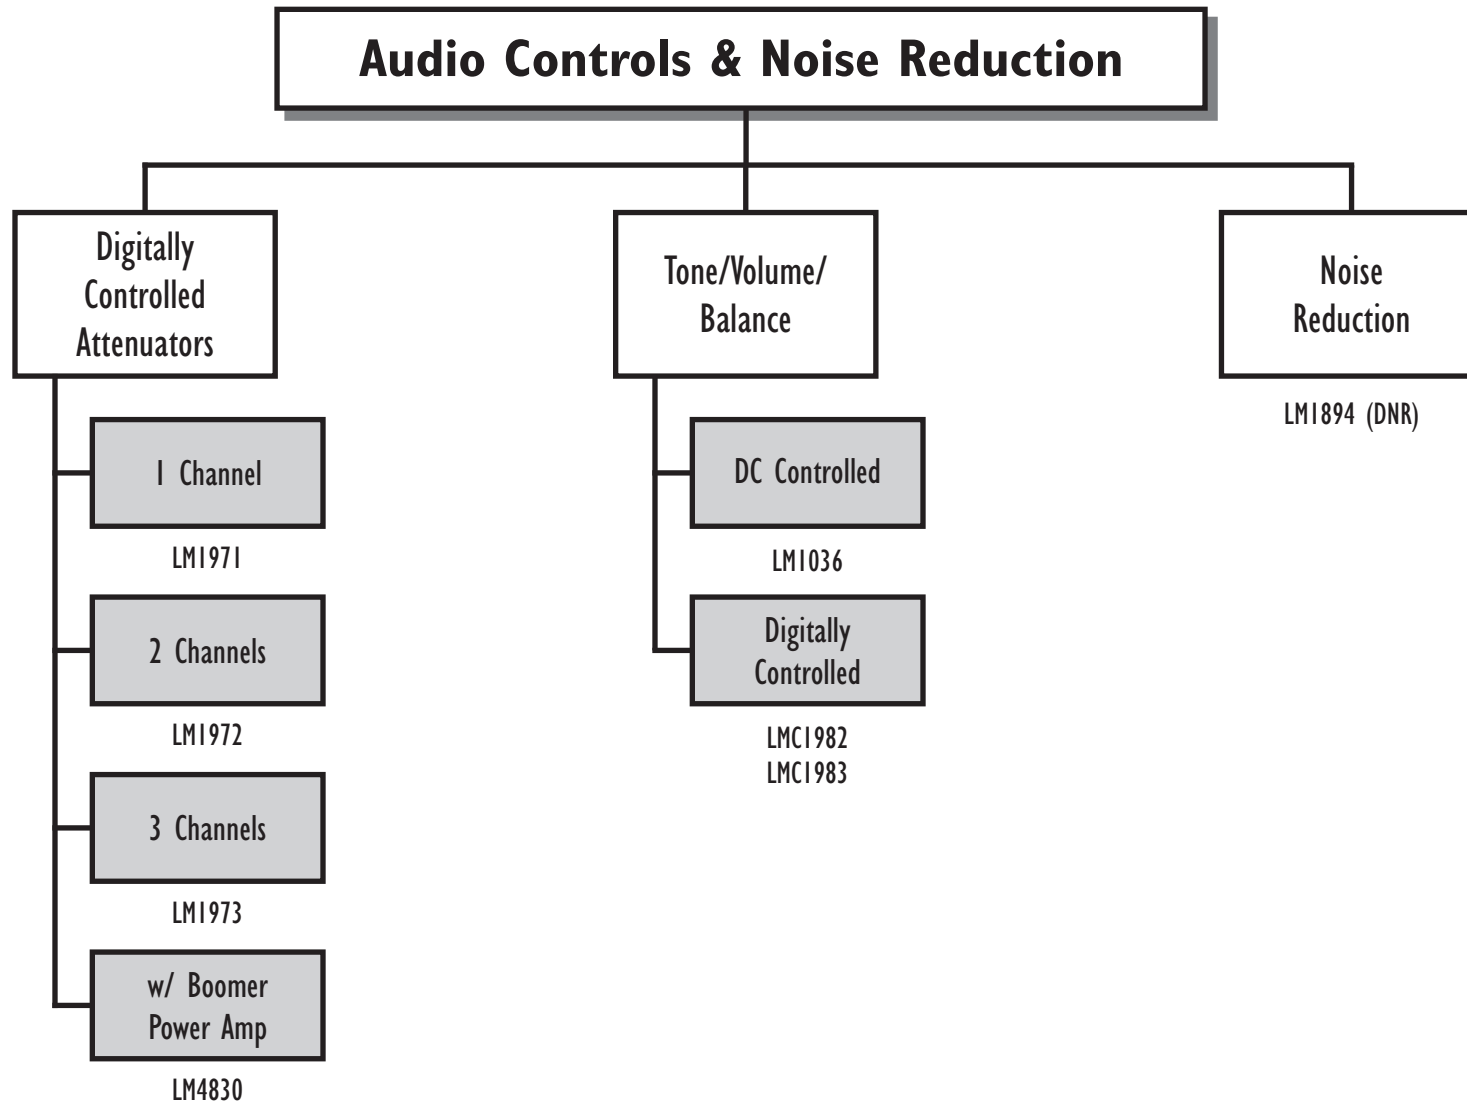 Audio Controls & Noise Reduction
Digitally
Controlled
Attenuators
1 Channel
LM1971
2 Channels
LM1972
3 Channels
LM1973
w/ Boomer
Power Amp
LM4830
Tone/Volume/
Balance
DC Controlled
LM1036
Digitally
Controlled
LMC1982
LMC1983
Noise
Reduction
LM1894 (DNR)